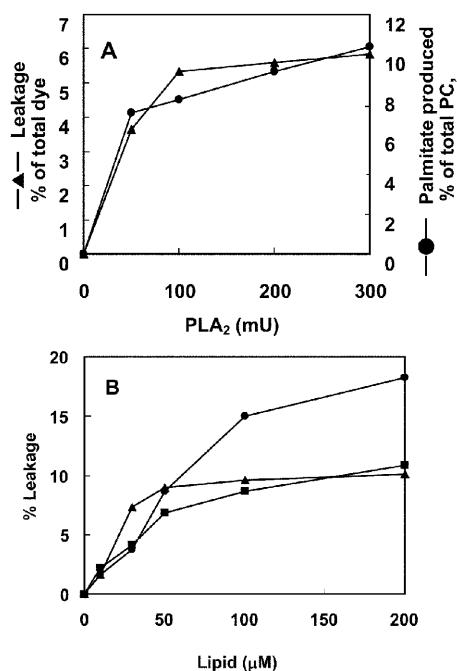 A
7
6
5
4
3
2
1
0
Leakage
% of total dye
12
10
8
6
4
2
0
Palmitate produced
% of total PC,
0 100 200 300
PLA₂ (mU)
B
20
15
10
5
0
% Leakage
0 50 100 150 200
Lipid (μM)